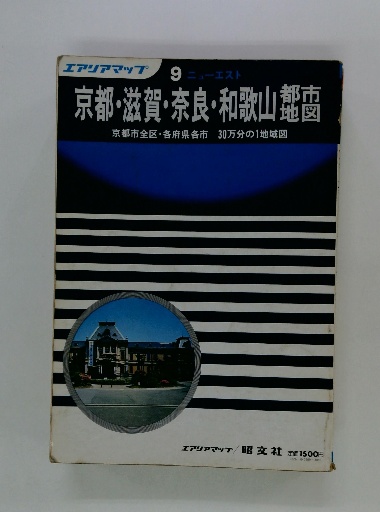 エアリアマップ
9 ニューエスト
京都・滋賀・奈良・和歌山都市地図
京都市全区・各府県各市 30万分の1地域図
エアリアマップ/昭文社 定価1500円